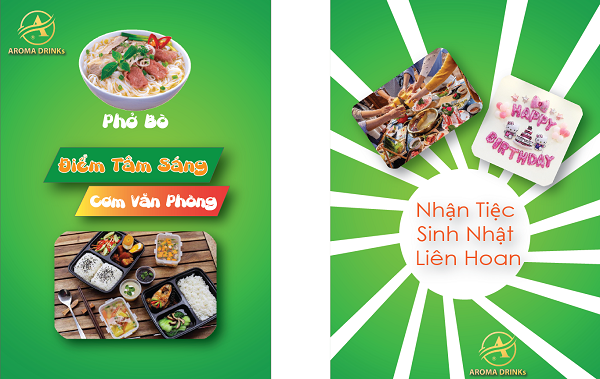 AROMA DRINKs
Phở Bò
Điểm Tâm Sáng
Cơm Văn Phòng
HAPPY
BIRTHDAY
Nhận Tiệc
Sinh Nhật
Liên Hoan
AROMA DRINKs